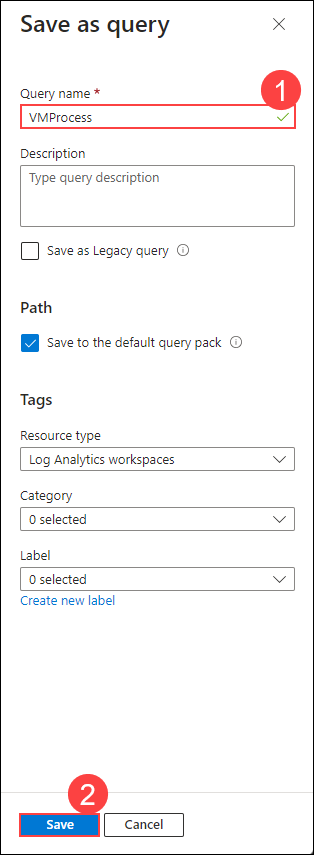 Save as query
Query name *
1
VMProcess
Description
Type query description
Save as Legacy query
Path
Save to the default query pack
Tags
Resource type
Log Analytics workspaces
Category
0 selected
Label
0 selected
Create new label
2
Save Cancel